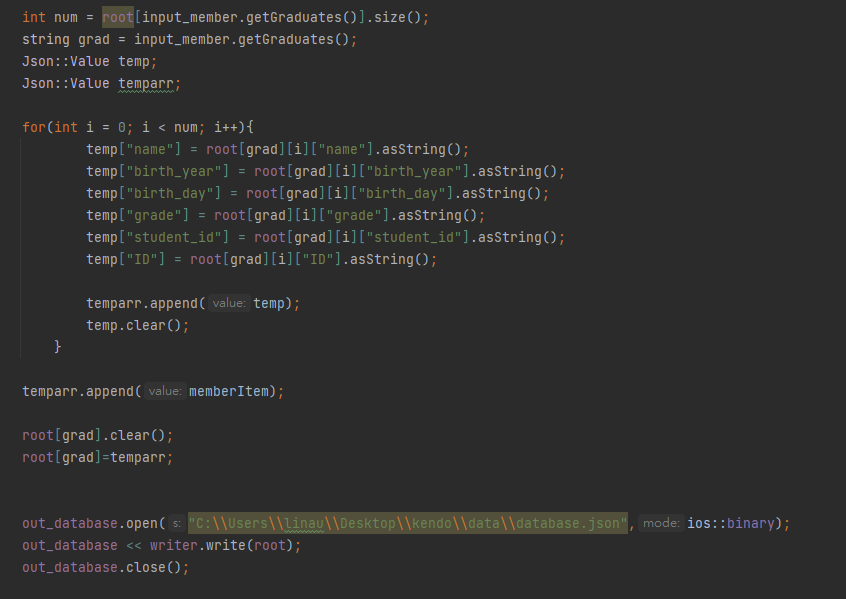 int num = root[input_member.getGraduates()].size();
string grad = input_member.getGraduates();
Json::Value temp;
Json::Value temparr;
for(int i = 0; i < num; i++){
temp["name"] = root[grad][i]["name"].asString();
temp["birth_year"] = root[grad][i]["birth_year"].asString();
temp["birth_day"] = root[grad][i]["birth_day"].asString();
temp["grade"] = root[grad][i]["grade"].asString();
temp["student_id"] = root[grad][i]["student_id"].asString();
temp["ID"] = root[grad][i]["ID"].asString();
temparr.append( value: temp);
temp.clear();
}
temparr.append( value: memberItem);
root[grad].clear();
root[grad]=temparr;
out_database.open( s: "C:\\Users\\linau\\Desktop\\kendo\\data\\database.json", mode: ios::binary);
out_database << writer.write(root);
out_database.close();